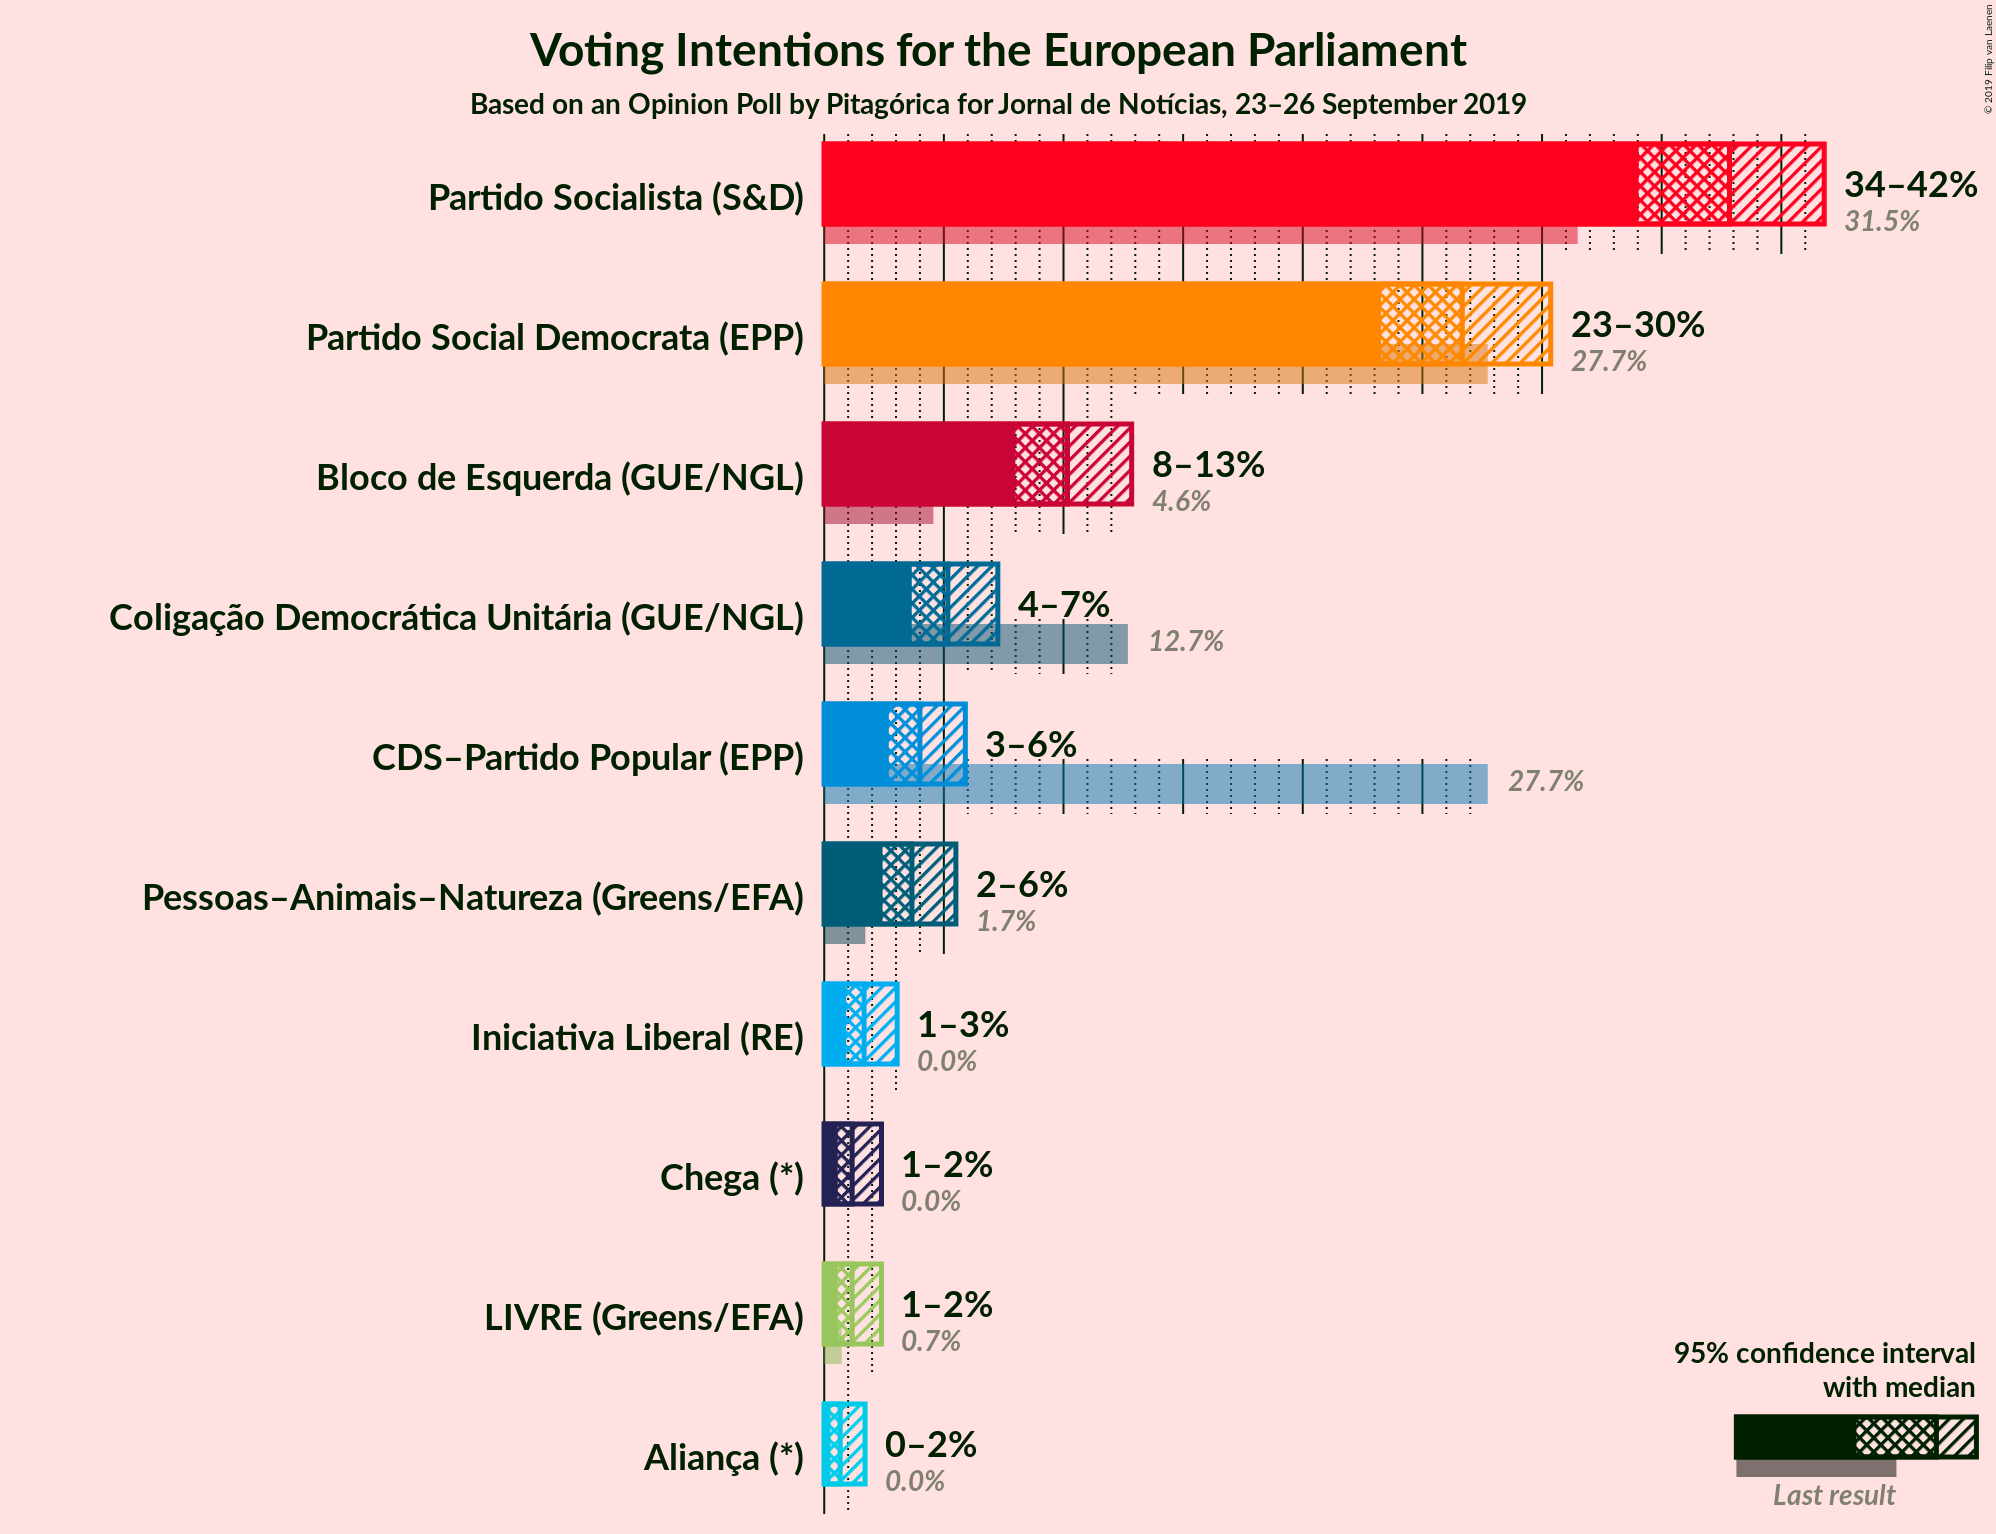 Voting Intentions for the European Parliament
Based on an Opinion Poll by Pitagórica for Jornal de Notícias, 23–26 September 2019
© 2019 Filip van Laenen
Partido Socialista (S&D)
34–42%
31.5%
Partido Social Democrata (EPP)
23–30%
27.7%
Bloco de Esquerda (GUE/NGL)
8–13%
4.6%
Coligação Democrática Unitária (GUE/NGL)
4–7%
12.7%
CDS–Partido Popular (EPP)
3–6%
27.7%
Pessoas–Animais–Natureza (Greens/EFA)
2–6%
1.7%
Iniciativa Liberal (RE)
1–3%
0.0%
Chega (*)
1–2%
0.0%
LIVRE (Greens/EFA)
1–2%
0.7%
Aliança (*)
0–2%
0.0%
95% confidence interval
with median
Last result